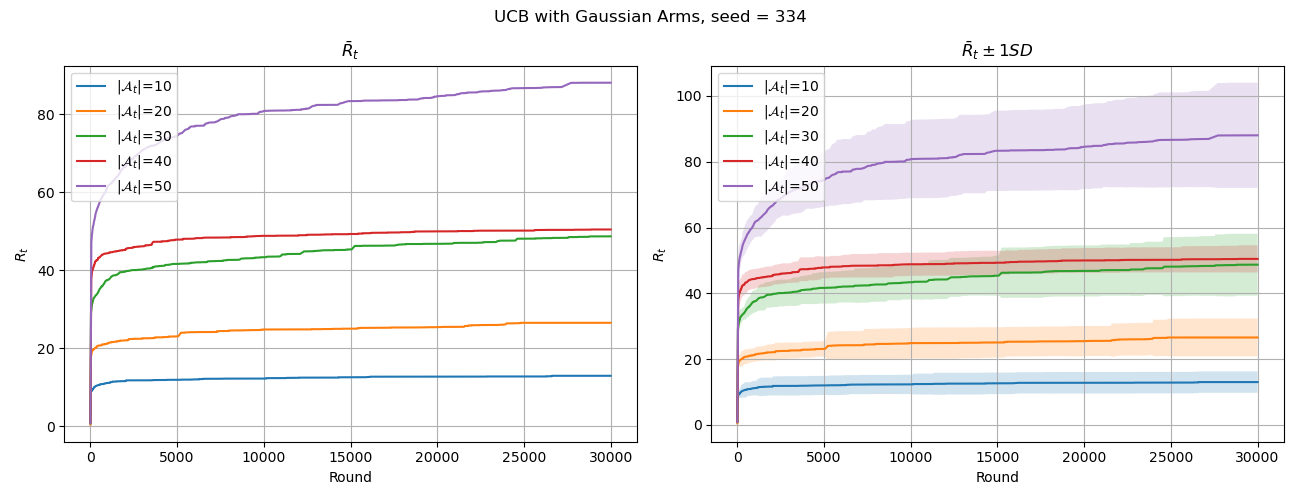 UCB with Gaussian Arms, seed = 334
R̄ₜ
|𝒜ₜ|=10
|𝒜ₜ|=20
|𝒜ₜ|=30
|𝒜ₜ|=40
|𝒜ₜ|=50
80
60
40
20
0
Rₜ
0 5000 10000 15000 20000 25000 30000
Round
R̄ₜ ± 1SD
|𝒜ₜ|=10
|𝒜ₜ|=20
|𝒜ₜ|=30
|𝒜ₜ|=40
|𝒜ₜ|=50
100
80
60
40
20
0
Rₜ
0 5000 10000 15000 20000 25000 30000
Round